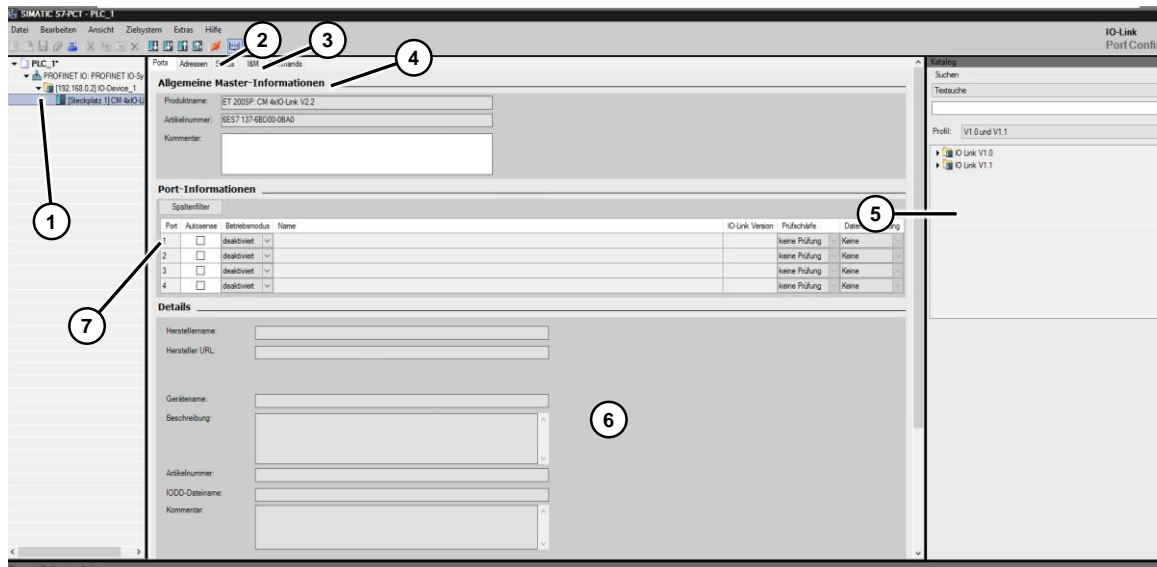 SIMATIC S7-PCT - PLC_1
Datei Bearbeiten Ansicht Zielsystem Extras Hilfe
IO-Link
Port Confi
PLC_1*
PROFINET IO: PROFINET IO-Sy
[192.168.0.2] IO-Device_1
[Steckplatz 1] CM 4xIO-Li
1
2
3
4
Ports Adressen I&M
Allgemeine Master-Informationen
Produktname: ET 200SP: CM 4xIO-Link V2.2
Artikelnummer: 6ES7 137-6BD00-0BA0
Kommentar:
Port-Informationen
Spaltenfilter
Port Autosense Betriebsmodus Name IO-Link Version Prüfschärfe
1 deaktiviert keine Prüfung Keine
2 deaktiviert keine Prüfung Keine
3 deaktiviert keine Prüfung Keine
4 deaktiviert keine Prüfung Keine
7
Details
Herstellername:
Hersteller URL:
Gerätename:
Beschreibung:
6
Artikelnummer:
IODD-Dateiname:
Kommentar:
Katalog
Suchen
Textsuche
Profil: V1.0 und V1.1
IO Link V1.0
IO Link V1.1
5